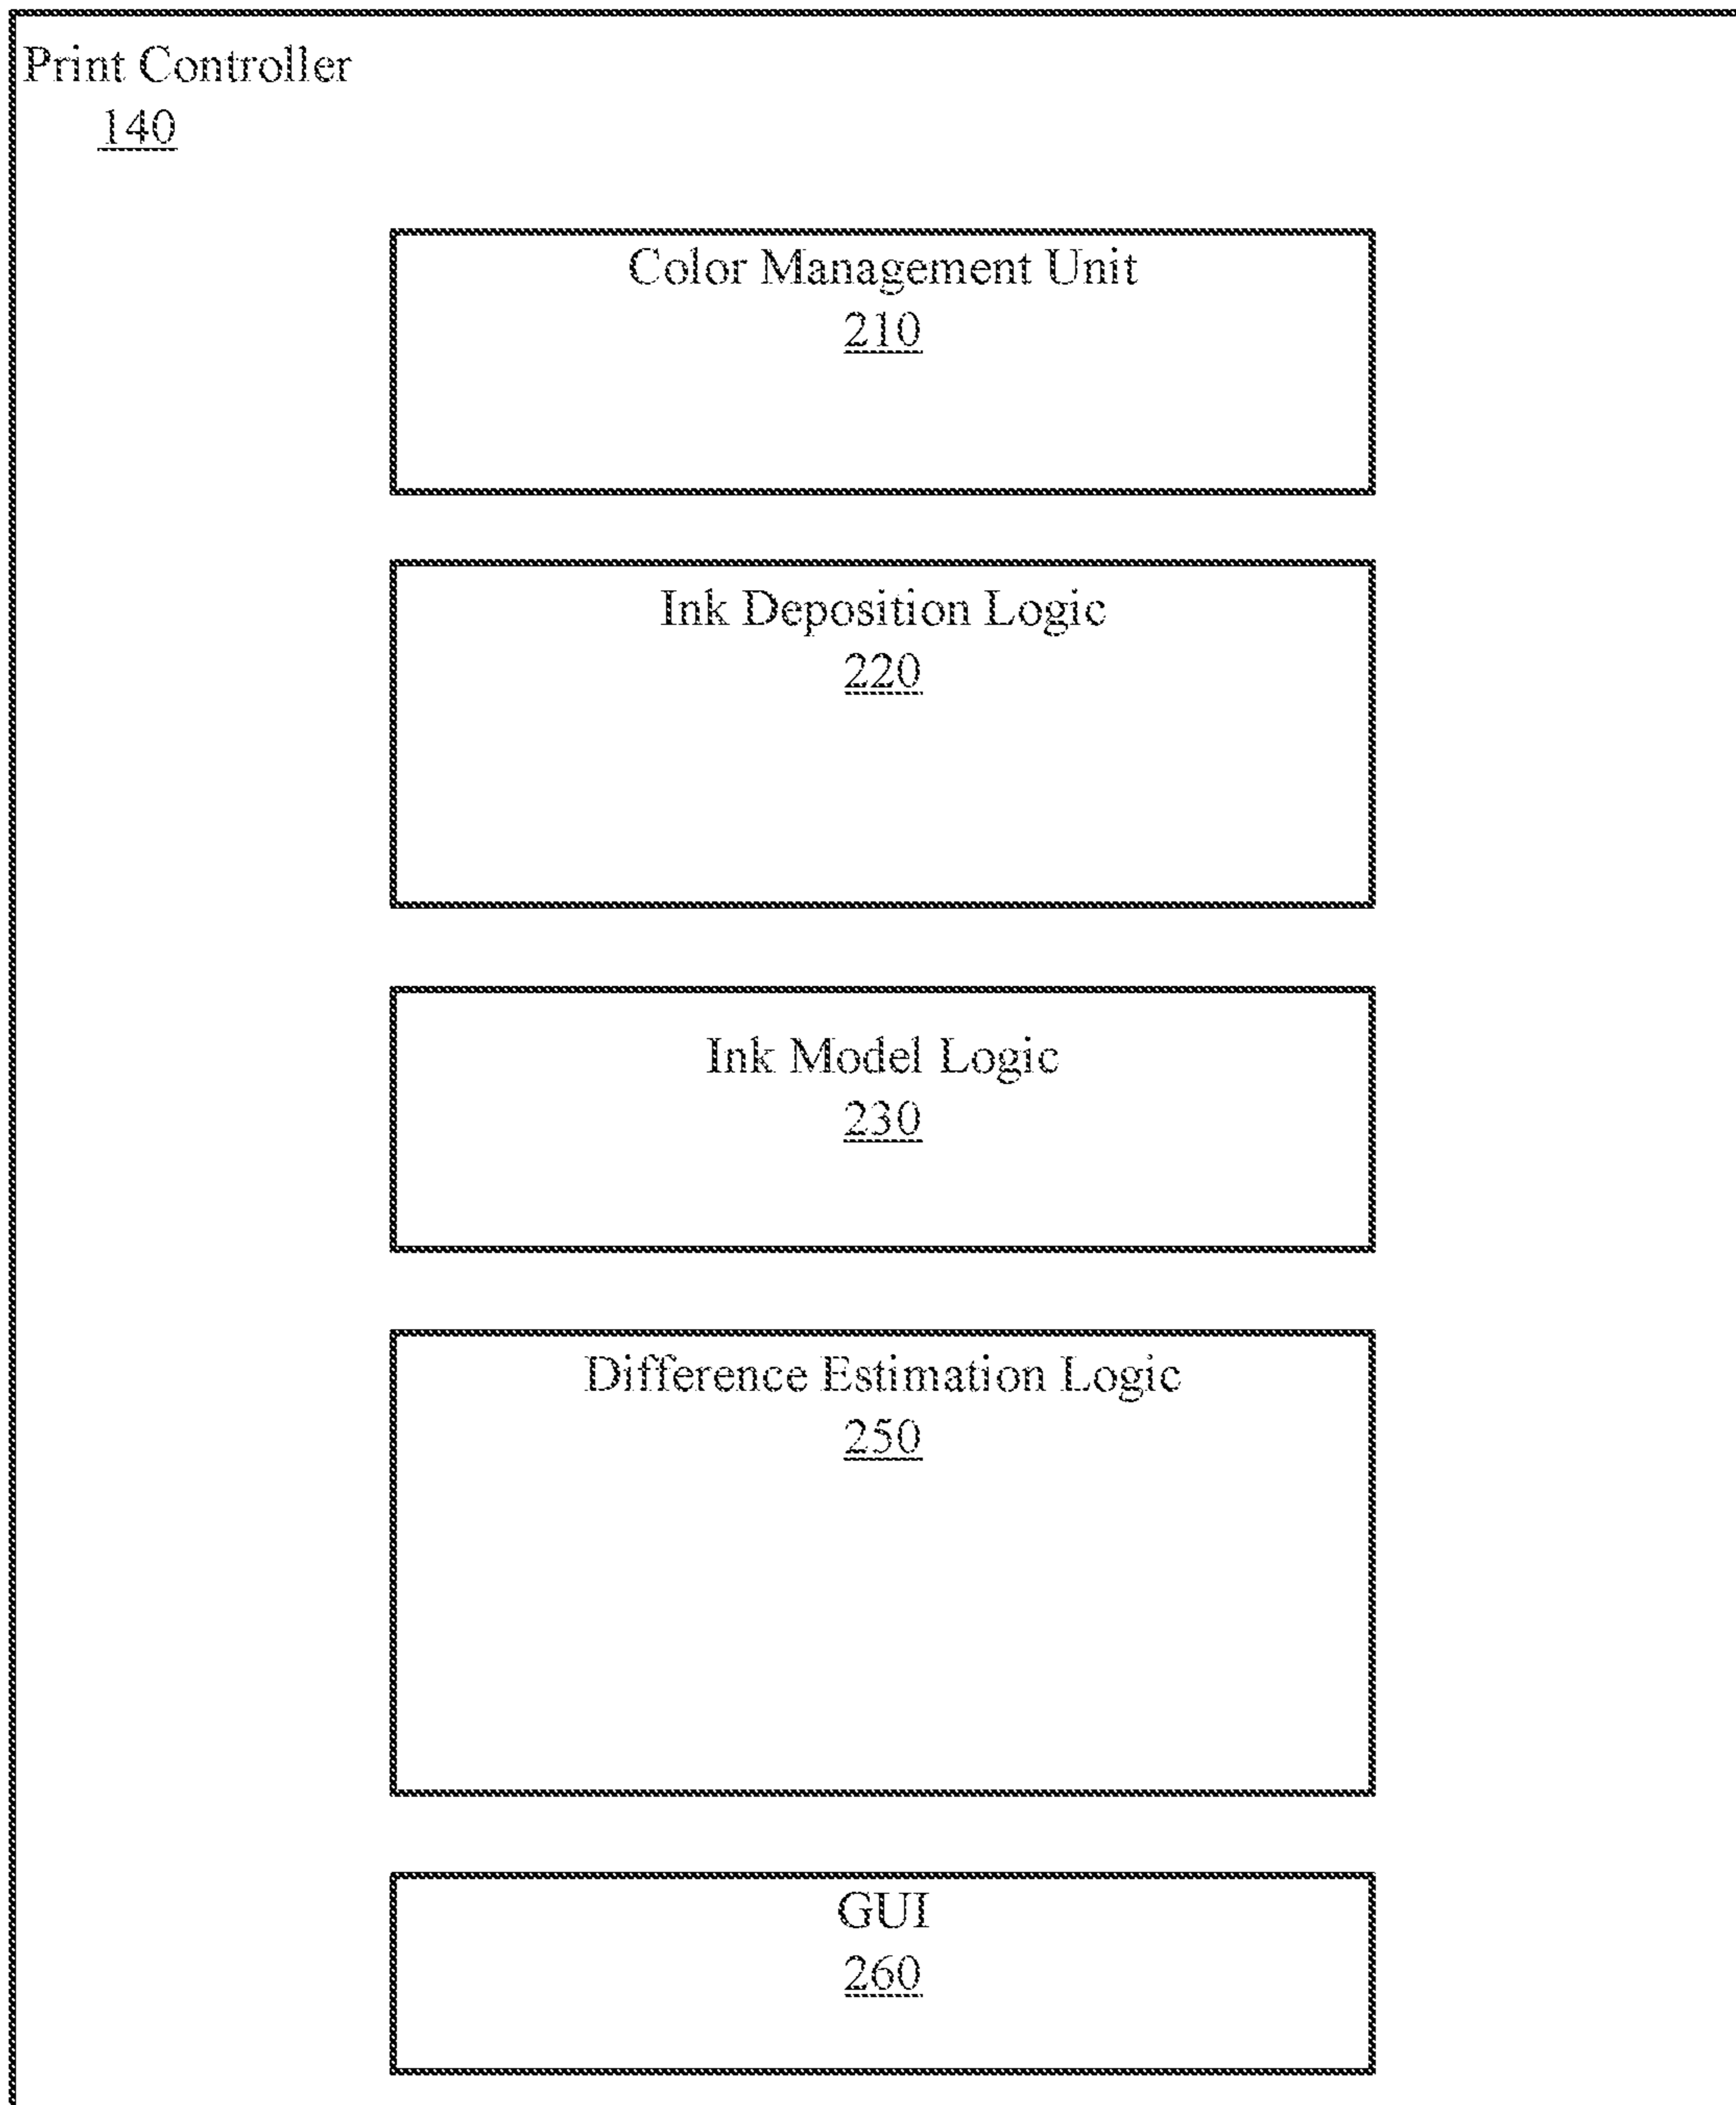 Print Controller
140
Color Management Unit
210
Ink Deposition Logic
220
Ink Model Logic
230
Difference Estimation Logic
250
GUI
260